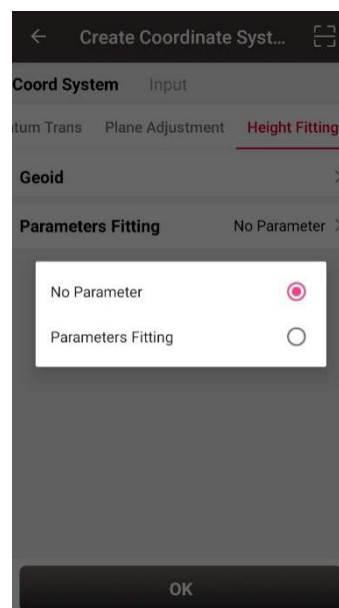 Create Coordinate Syst...
Coord System Input
tum Trans Plane Adjustment Height Fitting
Geoid
Parameters Fitting No Parameter
No Parameter
Parameters Fitting
OK